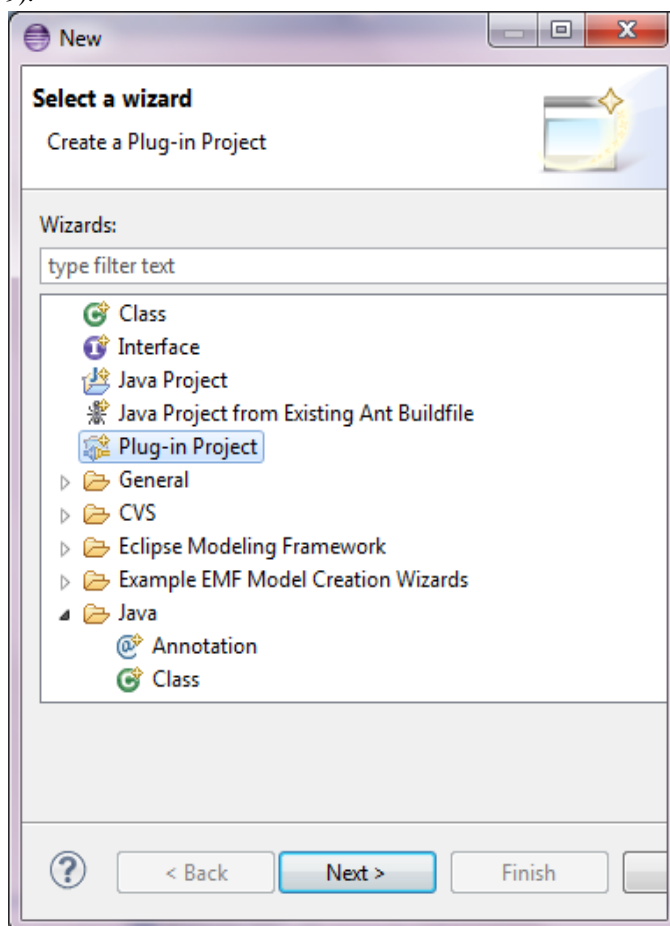 New
Select a wizard
Create a Plug-in Project
Wizards:
type filter text
Class
Interface
Java Project
Java Project from Existing Ant Buildfile
Plug-in Project
General
CVS
Eclipse Modeling Framework
Example EMF Model Creation Wizards
Java
Annotation
Class
? < Back Next > Finish